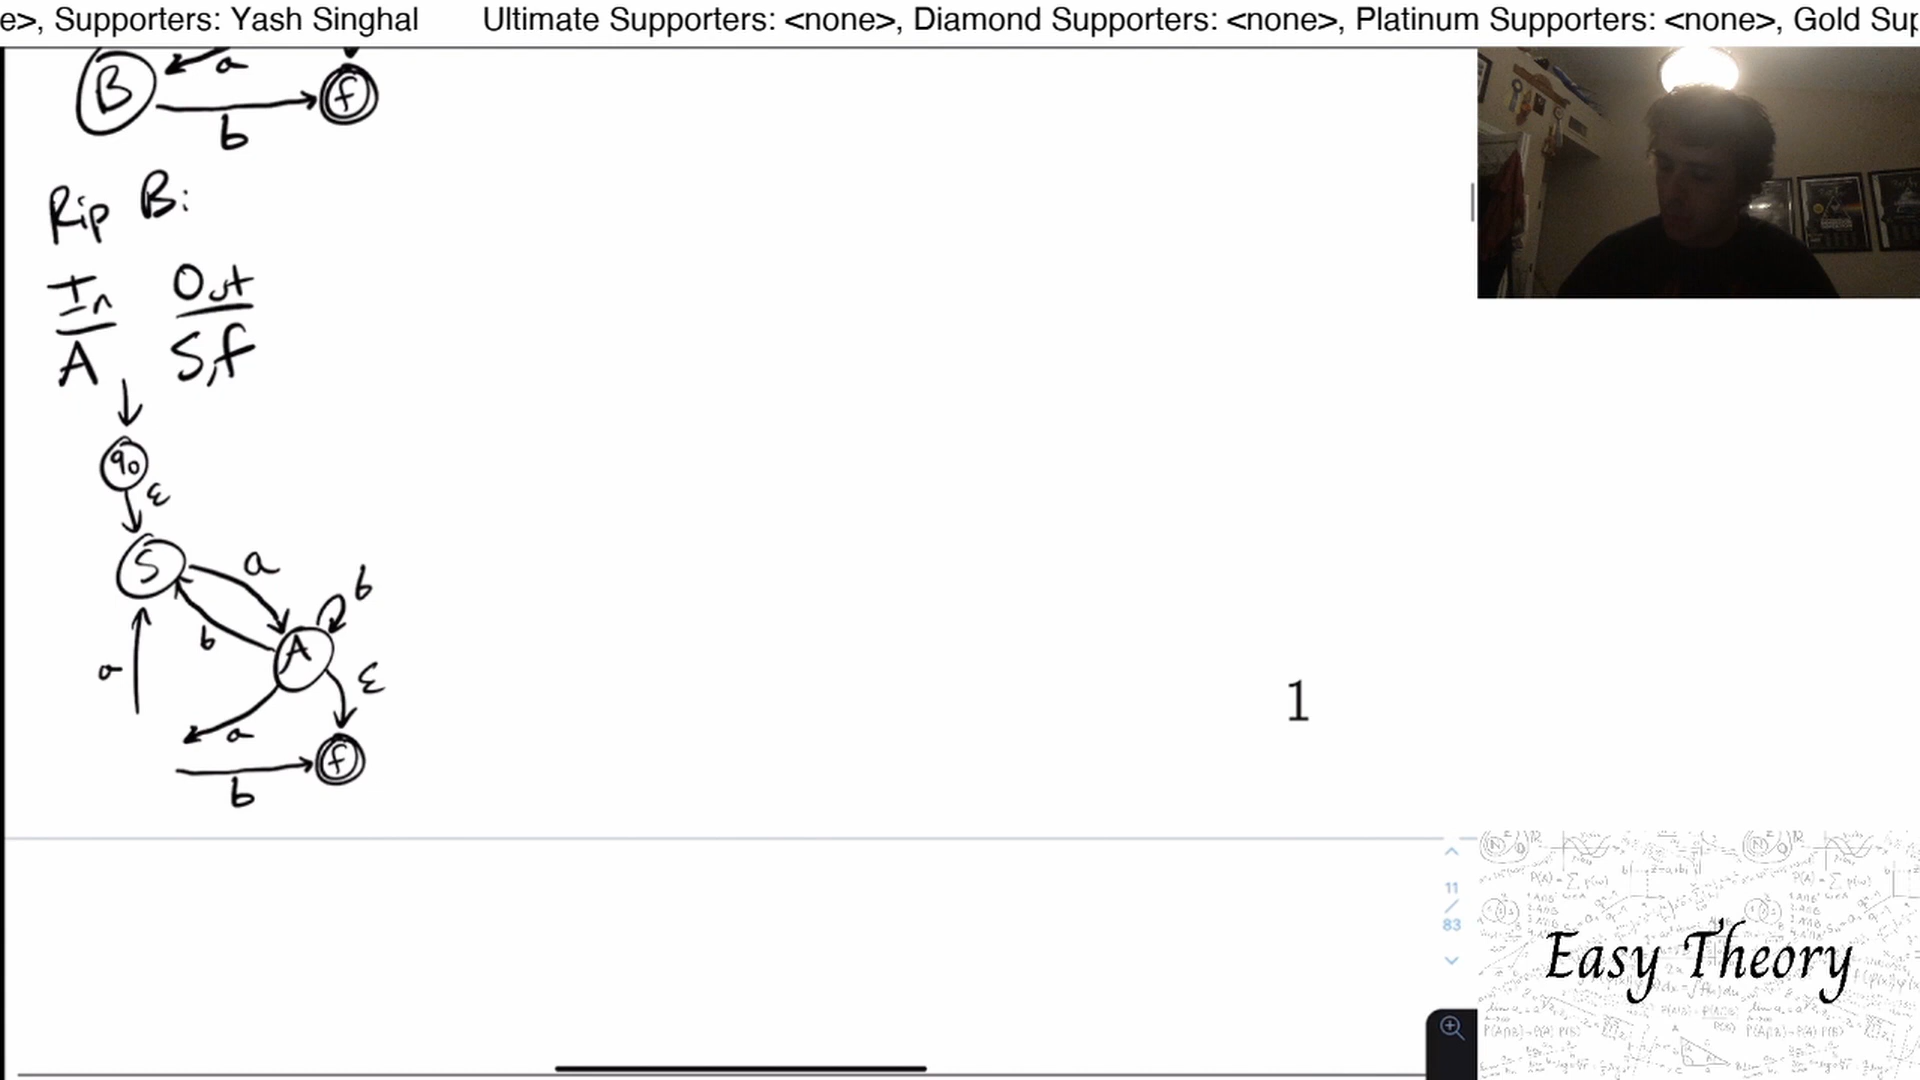 e>, Supporters: Yash Singhal Ultimate Supporters: <none>, Diamond Supporters: <none>, Platinum Supporters: <none>, Gold Sup
a
B f
b
Rip B:
In Out
A S,f
q0
ε
S a b
b A
a ε
a
f
b
1
11
/
83
Easy Theory